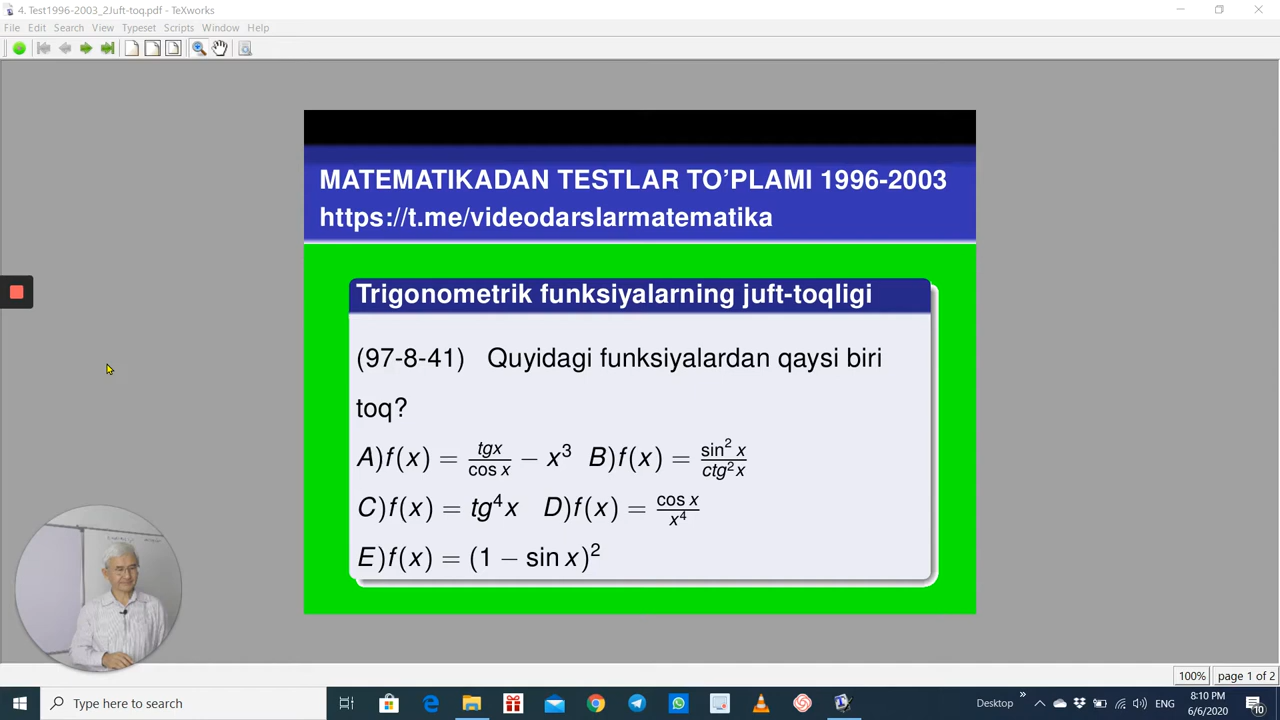 4. Test1996-2003_2Juft-toq.pdf - TeXworks
File Edit Search View Typeset Scripts Window Help
MATEMATIKADAN TESTLAR TO’PLAMI 1996-2003
https://t.me/videodarslarmatematika
Trigonometrik funksiyalarning juft-toqligi
(97-8-41) Quyidagi funksiyalardan qaysi biri
toq?
A)f(x) = tgx/cos x − x³ B)f(x) = sin² x/ctg²x
C)f(x) = tg⁴x D)f(x) = cos x/x⁴
E)f(x) = (1 − sin x)²
100% page 1 of 2
Type here to search
Desktop » ENG 8:10 PM
6/6/2020 10